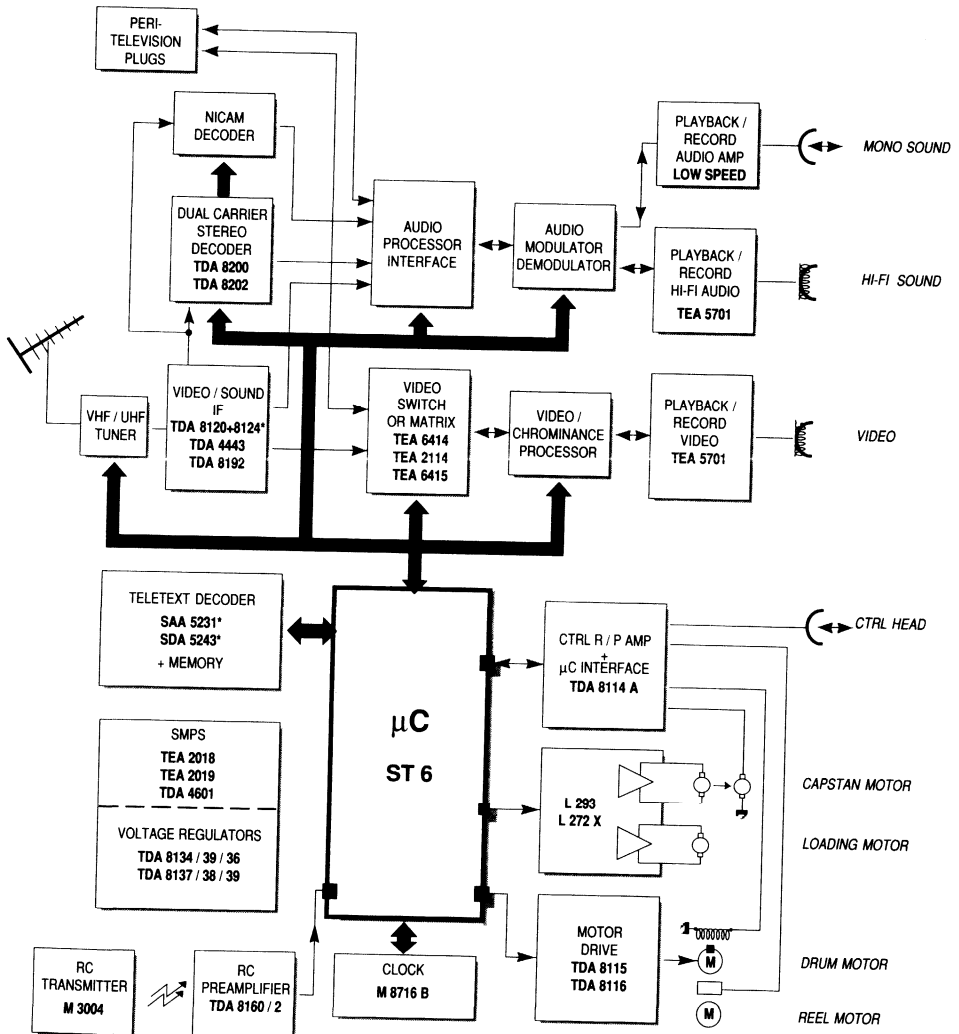 PERI-
TELEVISION
PLUGS
NICAM
DECODER
PLAYBACK /
RECORD
AUDIO AMP
LOW SPEED
MONO SOUND
DUAL CARRIER
STEREO
DECODER
TDA 8200
TDA 8202
AUDIO
PROCESSOR
INTERFACE
AUDIO
MODULATOR
DEMODULATOR
PLAYBACK /
RECORD
HI-FI AUDIO
TEA 5701
HI-FI SOUND
VHF / UHF
TUNER
VIDEO / SOUND
IF
TDA 8120+8124*
TDA 4443
TDA 8192
VIDEO
SWITCH
OR MATRIX
TEA 6414
TEA 2114
TEA 6415
VIDEO /
CHROMINANCE
PROCESSOR
PLAYBACK /
RECORD
VIDEO
TEA 5701
VIDEO
TELETEXT DECODER
SAA 5231*
SDA 5243*
+ MEMORY
µC
ST 6
CTRL R / P AMP
+
µC INTERFACE
TDA 8114 A
CTRL HEAD
SMPS
TEA 2018
TEA 2019
TDA 4601
VOLTAGE REGULATORS
TDA 8134 / 39 / 36
TDA 8137 / 38 / 39
L 293
L 272 X
CAPSTAN MOTOR
LOADING MOTOR
RC
TRANSMITTER
M 3004
RC
PREAMPLIFIER
TDA 8160 / 2
CLOCK
M 8716 B
MOTOR
DRIVE
TDA 8115
TDA 8116
M
DRUM MOTOR
M
REEL MOTOR